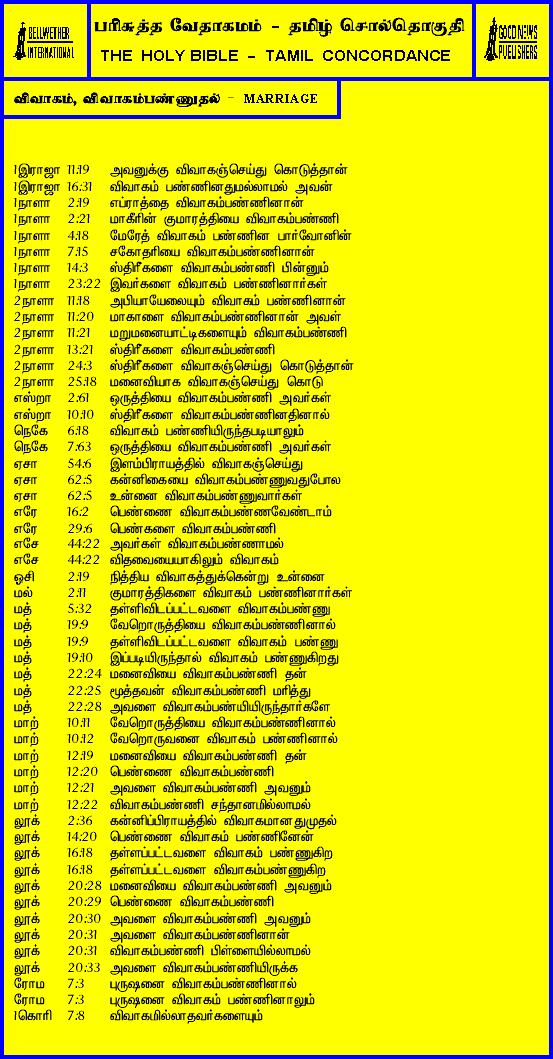 BELLWETHER
INTERNATIONAL
பரிசுத்த வேதாகமம் - தமிழ் சொல்தொகுதி
THE HOLY BIBLE - TAMIL CONCORDANCE
GOOD NEWS
PUBLISHERS
விவாகம், விவாகம்பண்ணுதல் - MARRIAGE
1இராஜா 11:19 அவனுக்கு விவாகஞ்செய்து கொடுத்தான்
1இராஜா 16:31 விவாகம் பண்ணினதுமல்லாமல் அவன்
1நாளா 2:19 எப்ராத்தை விவாகம்பண்ணினான்
1நாளா 2:21 மாகீரின் குமாரத்தியை விவாகம்பண்ணி
1நாளா 4:18 மேரேத் விவாகம் பண்ணின பார்வோனின்
1நாளா 7:15 சகோதரியை விவாகம்பண்ணினான்
1நாளா 14:3 ஸ்திரீகளை விவாகம்பண்ணி பின்னும்
1நாளா 23:22 இவர்களை விவாகம் பண்ணினார்கள்
2நாளா 11:18 அபியாயேலையும் விவாகம் பண்ணினான்
2நாளா 11:20 மாகாளை விவாகம்பண்ணினான் அவள்
2நாளா 11:21 மறுமனையாட்டிகளையும் விவாகம்பண்ணி
2நாளா 13:21 ஸ்திரீகளை விவாகம்பண்ணி
2நாளா 24:3 ஸ்திரீகளை விவாகஞ்செய்து கொடுத்தான்
2நாளா 25:18 மனைவியாக விவாகஞ்செய்து கொடு
எஸ்றா 2:61 ஒருத்தியை விவாகம்பண்ணி அவர்கள்
எஸ்றா 10:10 ஸ்திரீகளை விவாகம்பண்ணினதினால்
நெகே 6:18 விவாகம் பண்ணியிருந்தபடியாலும்
நெகே 7:63 ஒருத்தியை விவாகம்பண்ணி அவர்கள்
ஏசா 54:6 இளம்பிராயத்தில் விவாகஞ்செய்து
ஏசா 62:5 கன்னிகையை விவாகம்பண்ணுவதுபோல
ஏசா 62:5 உன்னை விவாகம்பண்ணுவார்கள்
எரே 16:2 பெண்ணை விவாகம்பண்ணவேண்டாம்
எரே 29:6 பெண்களை விவாகம்பண்ணி
எசே 44:22 அவர்கள் விவாகம்பண்ணாமல்
எசே 44:22 விதவையையாகிலும் விவாகம்
ஓசி 2:19 நித்திய விவாகத்துக்கென்று உன்னை
மல் 2:11 குமாரத்திகளை விவாகம் பண்ணினார்கள்
மத் 5:32 தள்ளிவிடப்பட்டவளை விவாகம்பண்ணு
மத் 19:9 வேறொருத்தியை விவாகம்பண்ணினால்
மத் 19:9 தள்ளிவிடப்பட்டவளை விவாகம் பண்ணு
மத் 19:10 இப்படியிருந்தால் விவாகம் பண்ணுகிறது
மத் 22:24 மனைவியை விவாகம்பண்ணி தன்
மத் 22:25 மூத்தவன் விவாகம்பண்ணி மரித்து
மத் 22:28 அவளை விவாகம்பண்யியிருந்தார்களே
மாற் 10:11 வேறொருத்தியை விவாகம்பண்ணினால்
மாற் 10:12 வேறொருவனை விவாகம் பண்ணினால்
மாற் 12:19 மனைவியை விவாகம்பண்ணி தன்
மாற் 12:20 பெண்ணை விவாகம்பண்ணி
மாற் 12:21 அவளை விவாகம்பண்ணி அவனும்
மாற் 12:22 விவாகம்பண்ணி சந்தானமில்லாமல்
லூக் 2:36 கன்னிப்பிராயத்தில் விவாகமானதுமுதல்
லூக் 14:20 பெண்ணை விவாகம் பண்ணினேன்
லூக் 16:18 தள்ளப்பட்டவளை விவாகம் பண்ணுகிற
லூக் 16:18 தள்ளப்பட்டவளை விவாகம்பண்ணுகிற
லூக் 20:28 மனைவியை விவாகம்பண்ணி அவனும்
லூக் 20:29 பெண்ணை விவாகம்பண்ணி
லூக் 20:30 அவளை விவாகம்பண்ணி அவனும்
லூக் 20:31 அவளை விவாகம்பண்ணினான்
லூக் 20:31 விவாகம்பண்ணி பிள்ளையில்லாமல்
லூக் 20:33 அவளை விவாகம்பண்ணியிருக்க
ரோம 7:3 புருஷனை விவாகம்பண்ணினால்
ரோம 7:3 புருஷனை விவாகம் பண்ணினாலும்
1கொரி 7:8 விவாகமில்லாதவர்களையும்